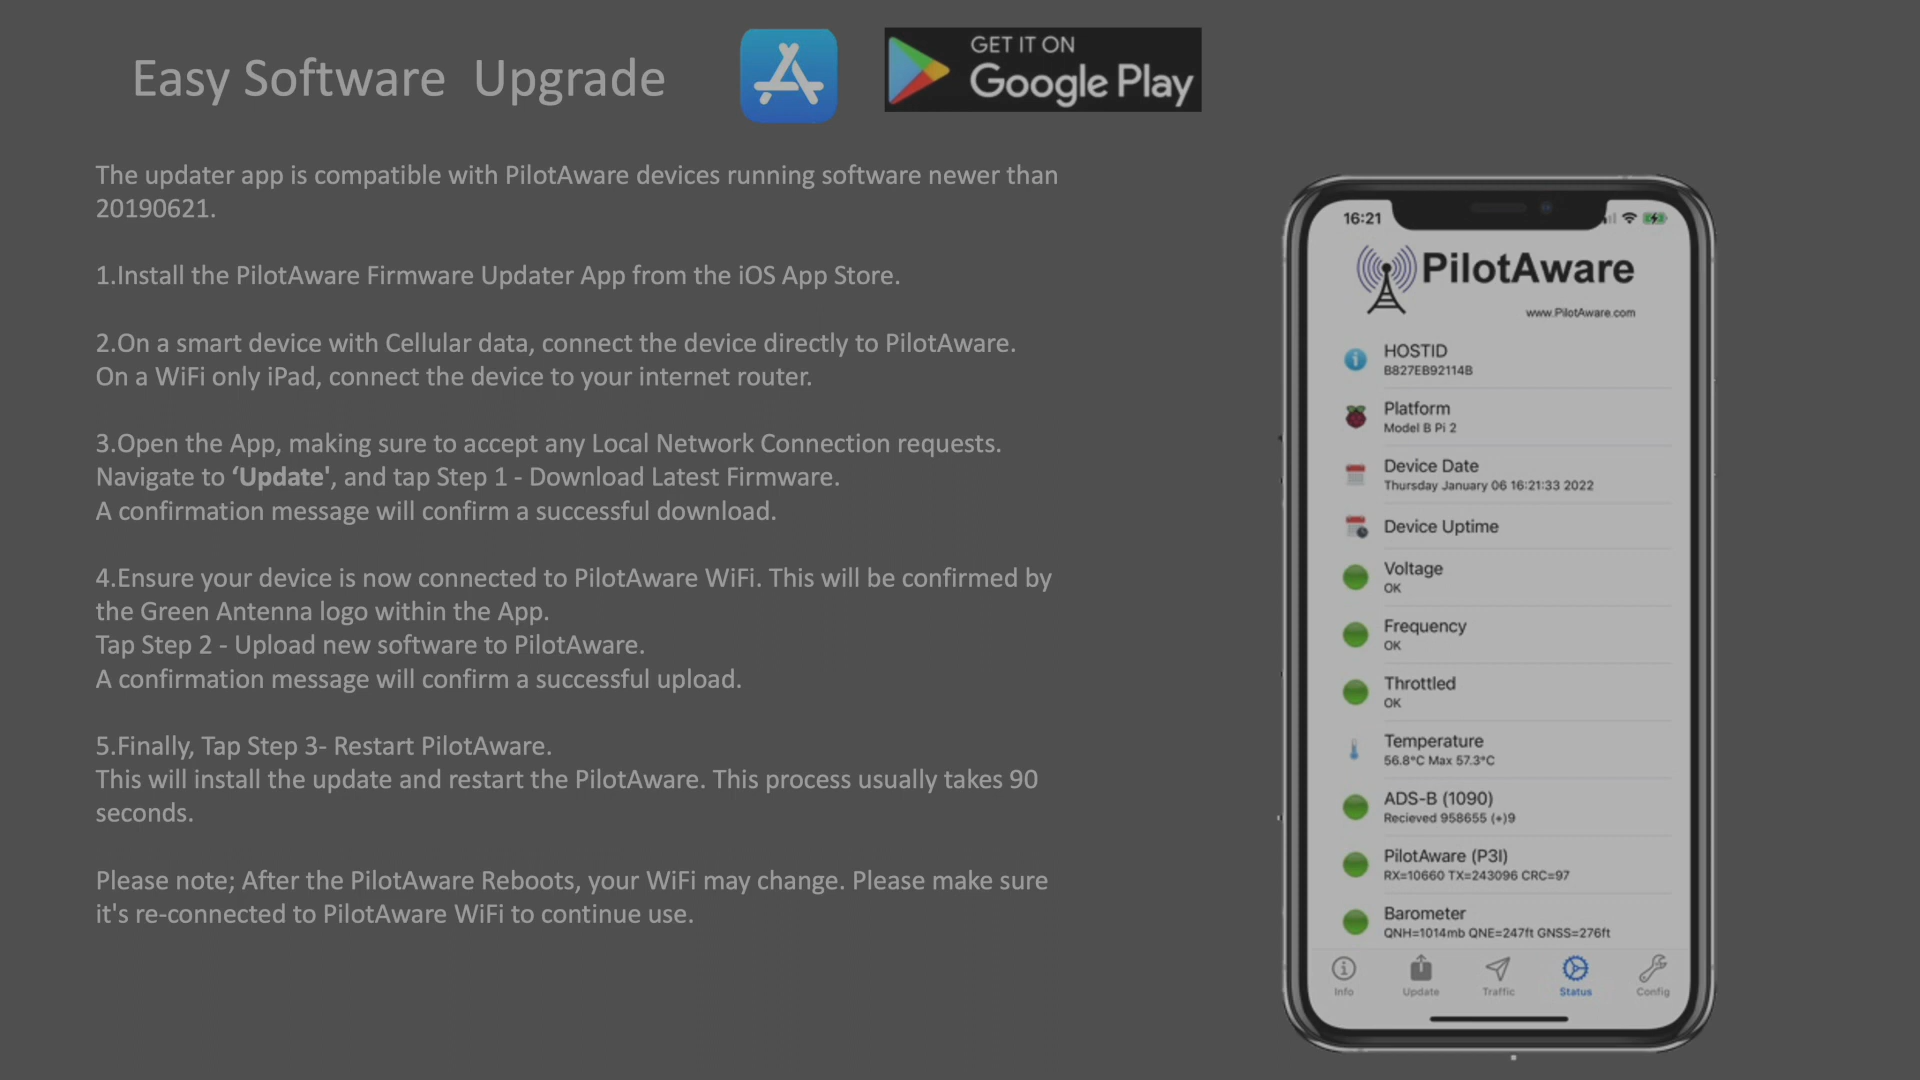 Easy Software  Upgrade
GET IT ON
Google Play
The updater app is compatible with PilotAware devices running software newer than
20190621.
1.Install the PilotAware Firmware Updater App from the iOS App Store.
2.On a smart device with Cellular data, connect the device directly to PilotAware.
On a WiFi only iPad, connect the device to your internet router.
3.Open the App, making sure to accept any Local Network Connection requests.
Navigate to ‘Update', and tap Step 1 - Download Latest Firmware.
A confirmation message will confirm a successful download.
4.Ensure your device is now connected to PilotAware WiFi. This will be confirmed by
the Green Antenna logo within the App.
Tap Step 2 - Upload new software to PilotAware.
A confirmation message will confirm a successful upload.
5.Finally, Tap Step 3- Restart PilotAware.
This will install the update and restart the PilotAware. This process usually takes 90
seconds.
Please note; After the PilotAware Reboots, your WiFi may change. Please make sure
it's re-connected to PilotAware WiFi to continue use.
16:21
PilotAware
www.PilotAware.com
HOSTID
B827EB92114B
Platform
Model B Pi 2
Device Date
Thursday January 06 16:21:33 2022
Device Uptime
Voltage
OK
Frequency
OK
Throttled
OK
Temperature
56.8°C Max 57.3°C
ADS-B (1090)
Recieved 958655 (+)9
PilotAware (P3I)
RX=10660 TX=243096 CRC=97
Barometer
QNH=1014mb QNE=247ft GNSS=276ft
Info
Update
Traffic
Status
Config